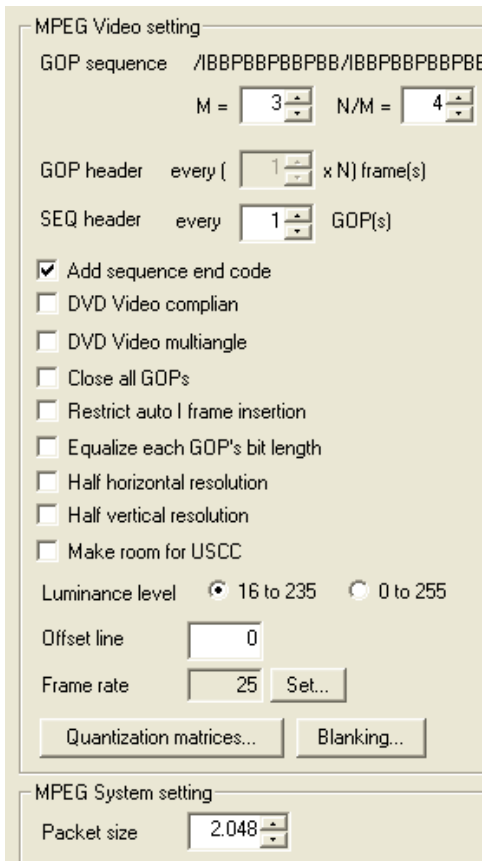 MPEG Video setting
GOP sequence /IBBPBBPBBPBB/IBBPBBPBBPBE
M = 3 N/M = 4
GOP header every ( 1 x N) frame(s)
SEQ header every 1 GOP(s)
Add sequence end code
DVD Video complian
DVD Video multiangle
Close all GOPs
Restrict auto I frame insertion
Equalize each GOP's bit length
Half horizontal resolution
Half vertical resolution
Make room for USCC
Luminance level 16 to 235 0 to 255
Offset line 0
Frame rate 25 Set...
Quantization matrices... Blanking...
MPEG System setting
Packet size 2.048